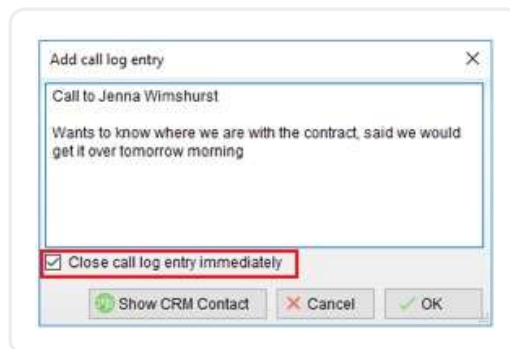 Add call log entry
Call to Jenna Wimshurst
Wants to know where we are with the contract, said we would
get it over tomorrow morning
Close call log entry immediately
Show CRM Contact
Cancel
OK